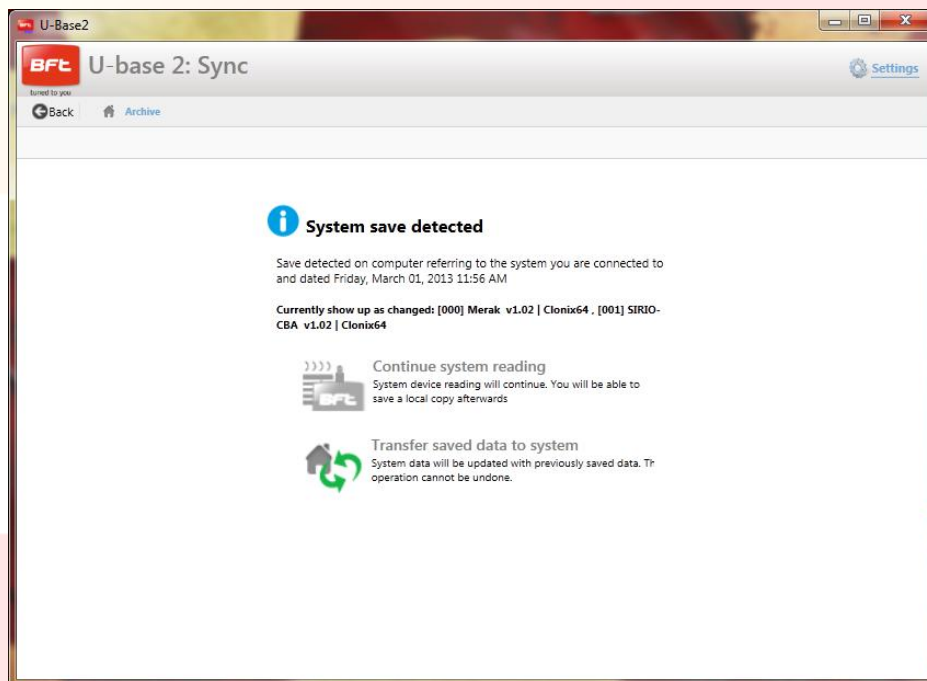 U-Base2
BFt
U-base 2: Sync
Settings
tuned to you
Back
Archive
i
System save detected
Save detected on computer referring to the system you are connected to
and dated Friday, March 01, 2013 11:56 AM
Currently show up as changed: [000] Merak v1.02 | Clonix64 , [001] SIRIO-
CBA v1.02 | Clonix64
Continue system reading
System device reading will continue. You will be able to
save a local copy afterwards
BFt
Transfer saved data to system
System data will be updated with previously saved data. Th
operation cannot be undone.